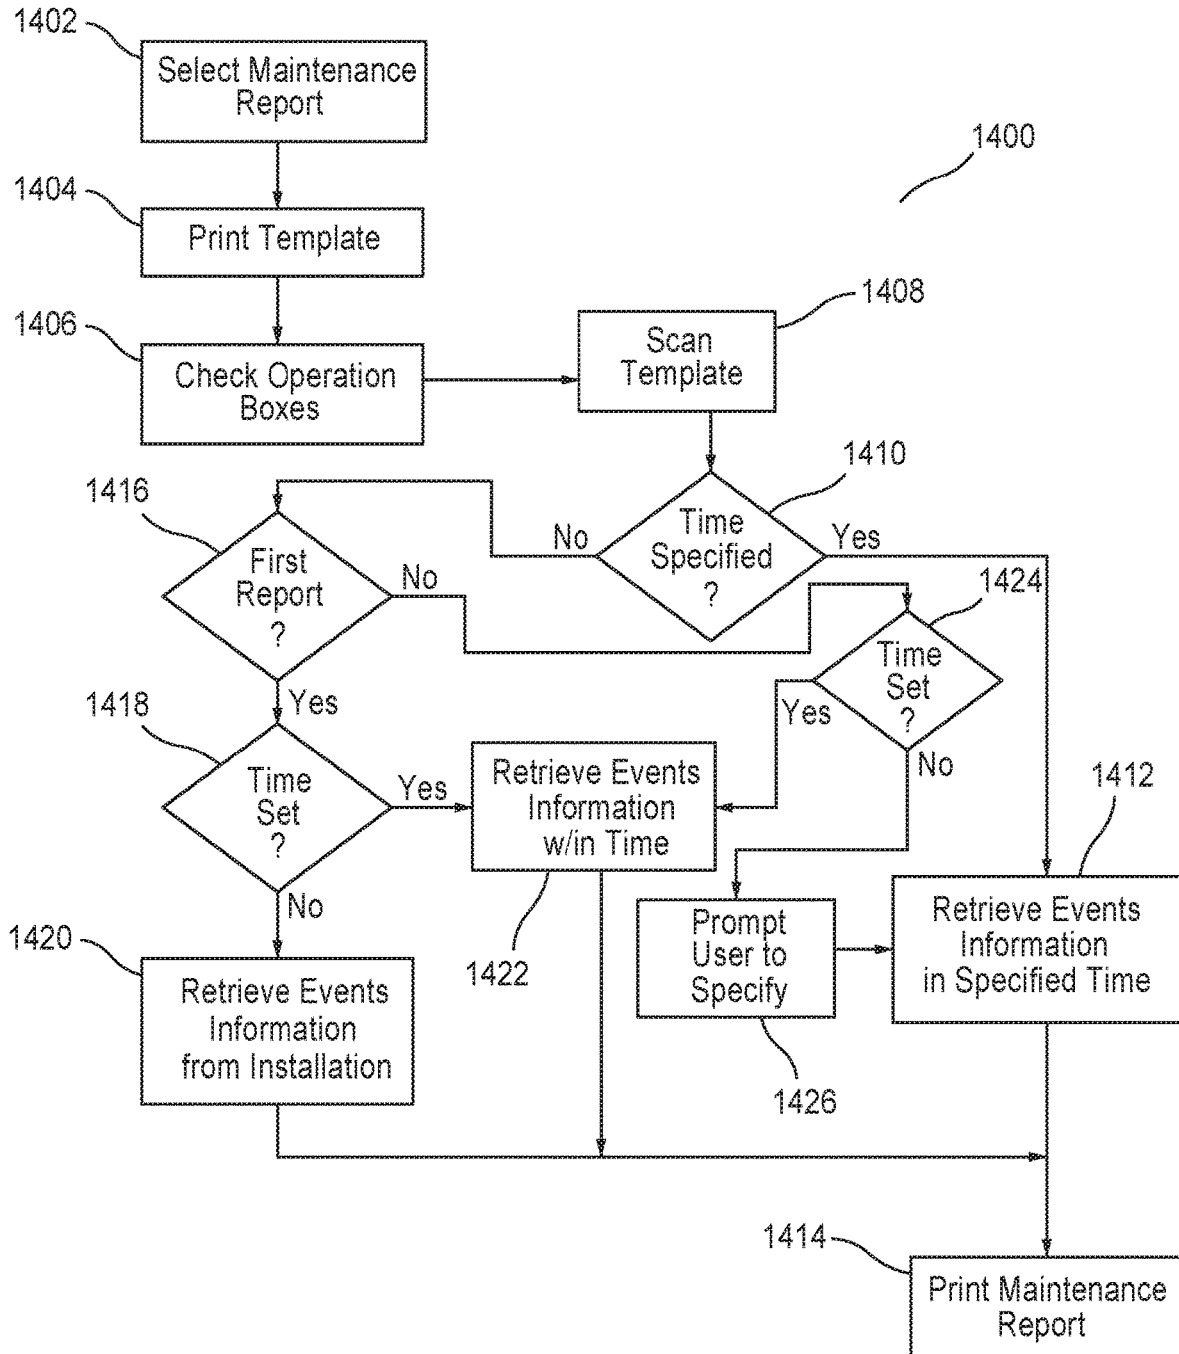 1402
Select Maintenance
Report
1400
1404
Print Template
1406
Check Operation
Boxes
1408
Scan
Template
1410
Time
Specified
?
No
Yes
1416
First
Report
?
No
Yes
1424
Time
Set
?
Yes
No
1418
Time
Set
?
Yes
No
Retrieve Events
Information
w/in Time
1422
1412
Retrieve Events
Information
in Specified Time
Prompt
User to
Specify
1426
1420
Retrieve Events
Information
from Installation
1414
Print Maintenance
Report